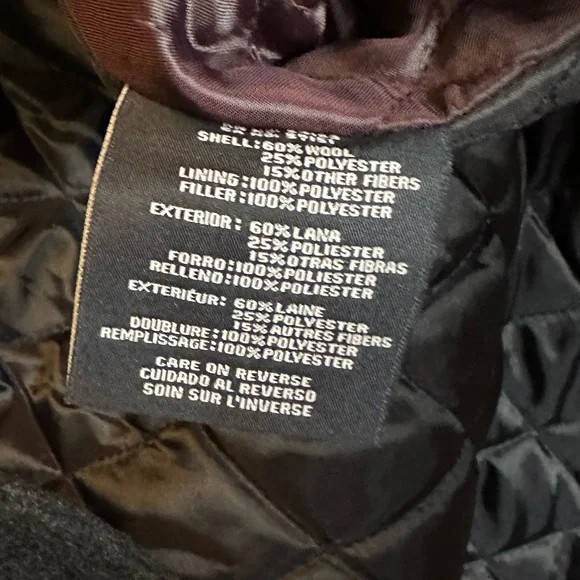 SHELL:60% WOOL
25%POLYESTER
15%OTHER FIBERS
LINING:100%POLYESTER
FILLER:100%POLYESTER
EXTERIOR: 60%LANA
25%POLIESTER
15%OTRAS FIBRAS
FORRO:100%POLIESTER
RELLENO:100%POLIESTER
EXTERIEUR: 60%LAINE
25%POLYESTER
15%AUTRES FIBERS
DOUBLURE:100%POLYESTER
REMPLISSAGE:100%POLYESTER
CARE ON REVERSE
CUIDADO AL REVERSO
SOIN SUR L'INVERSE